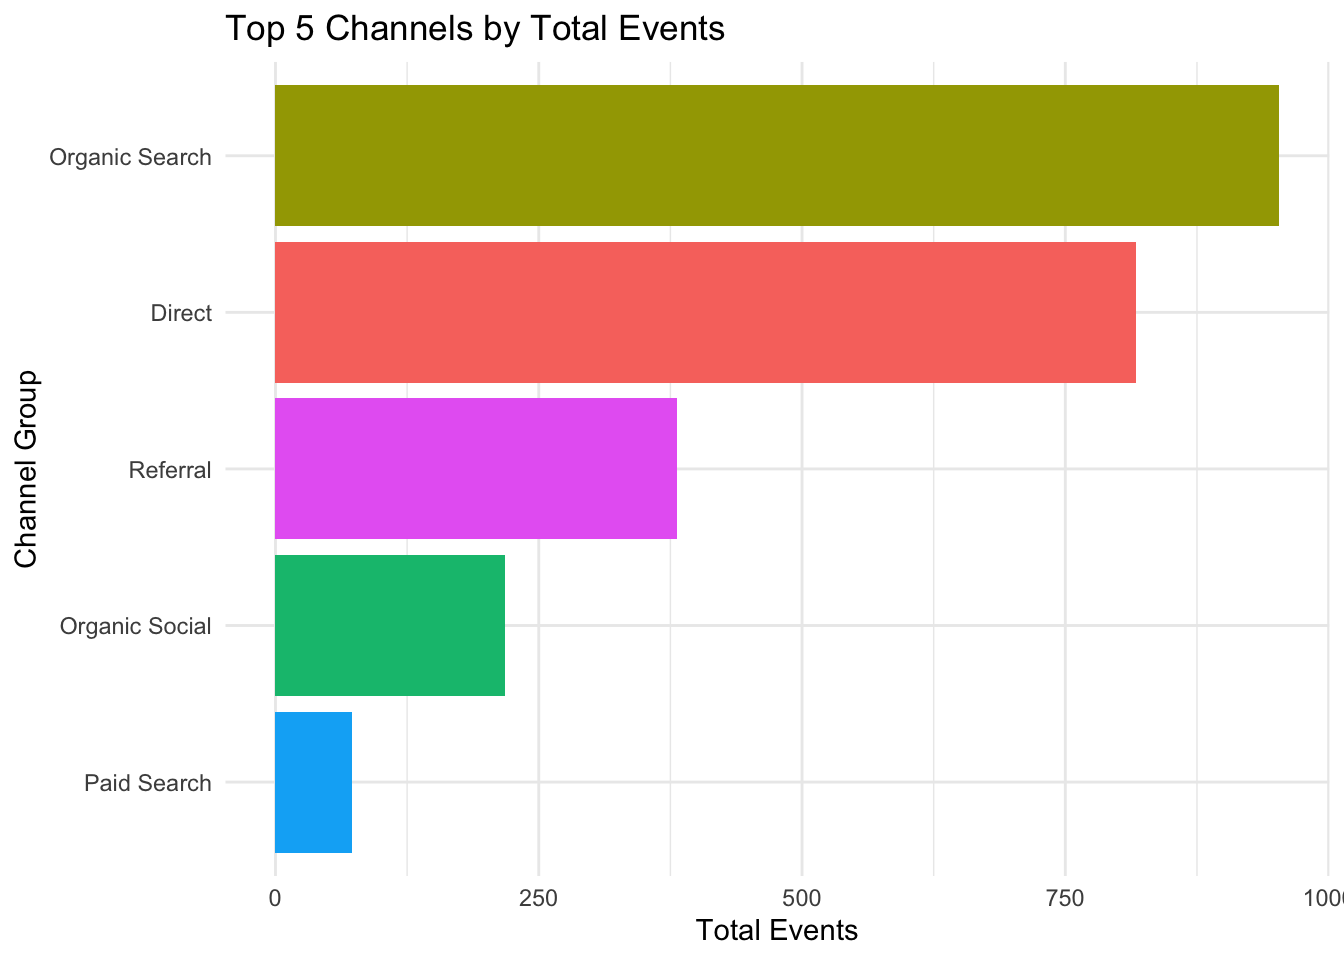 Top 5 Channels by Total Events
Organic Search
Direct
Referral
Organic Social
Paid Search
Channel Group
0 250 500 750 100
Total Events